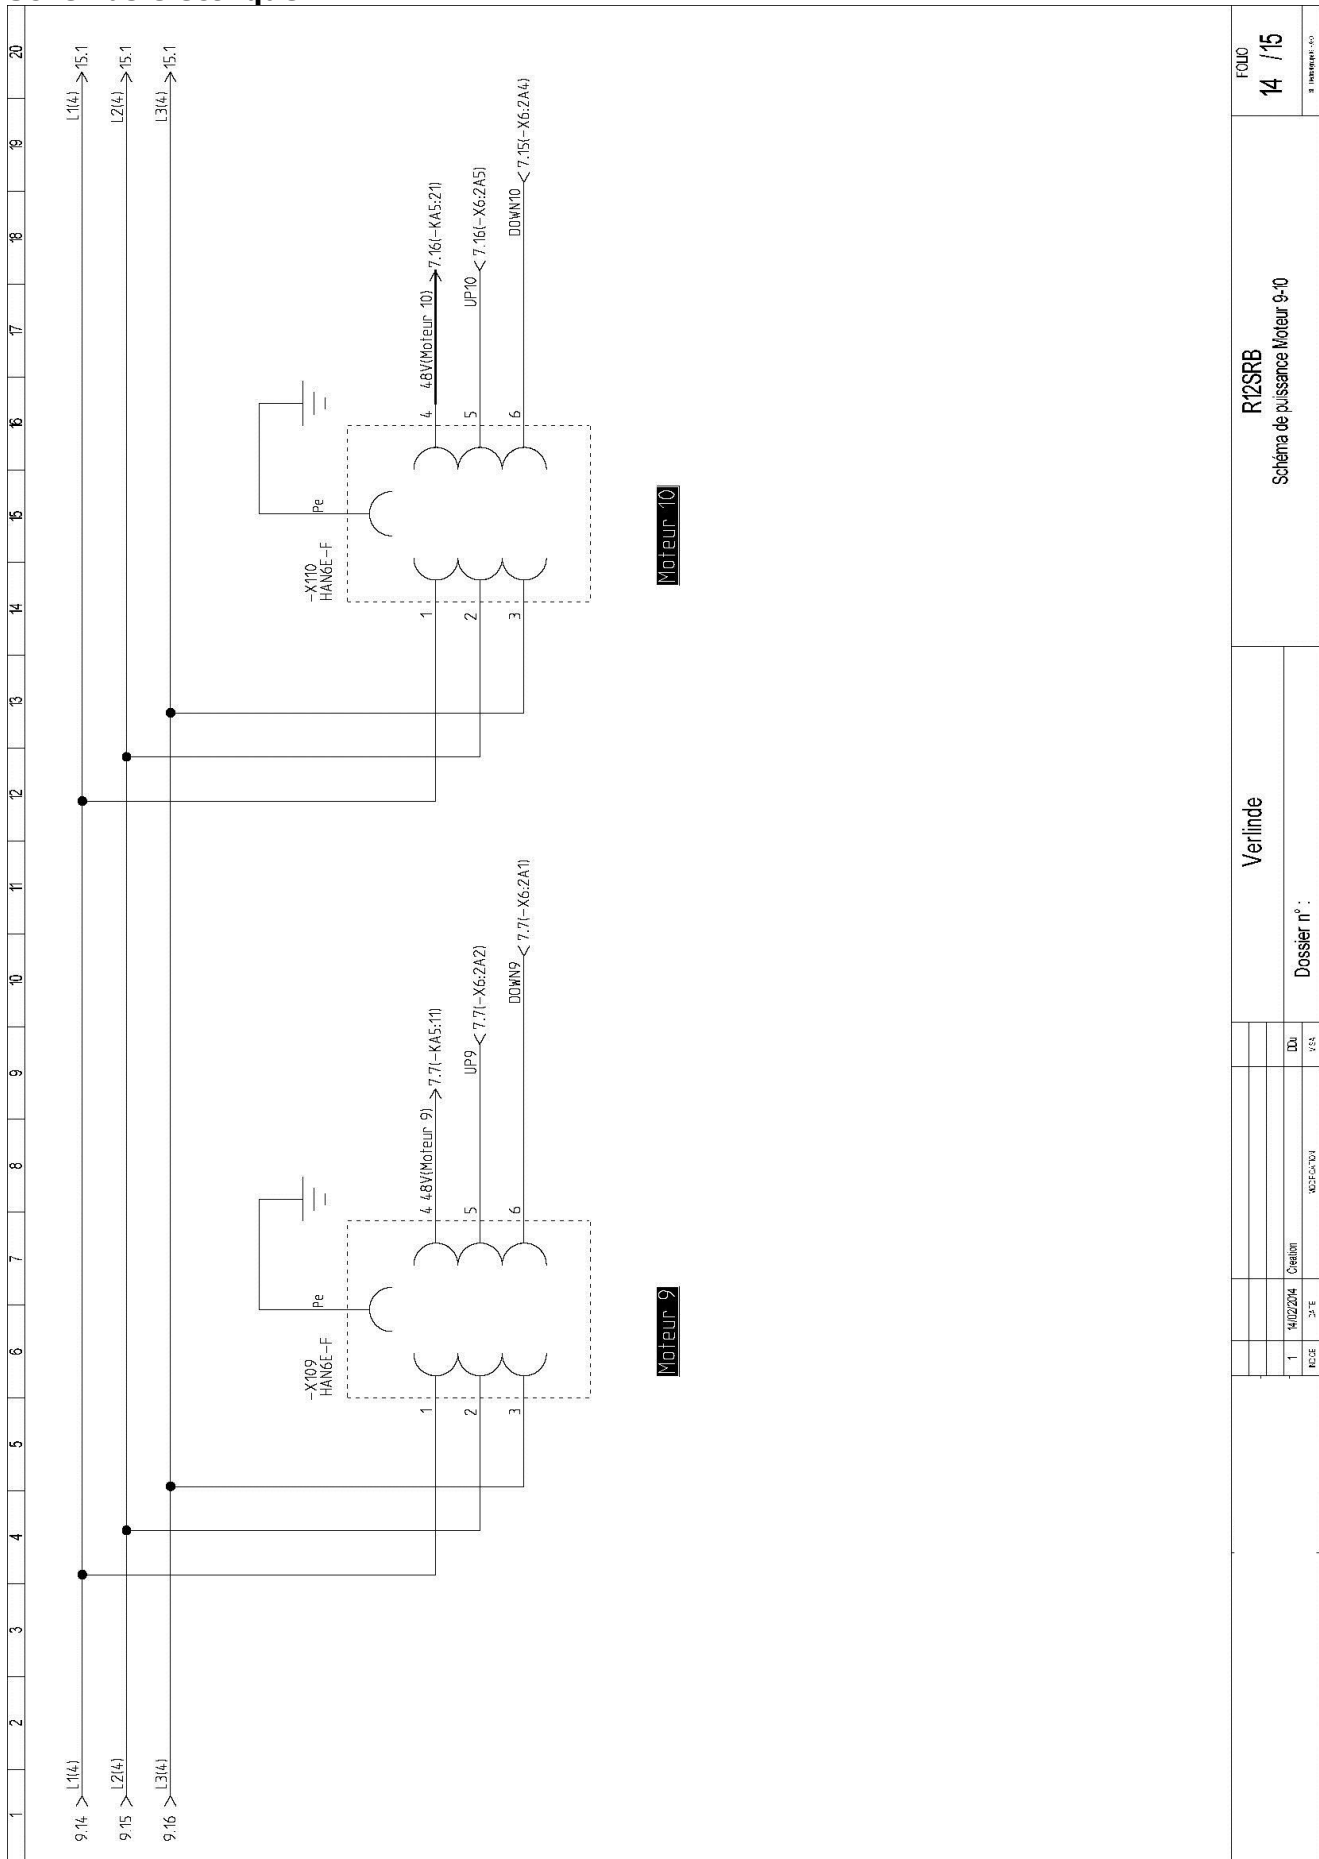 1 2 3 4 5 6 7 8 9 10 11 12 13 14 15 16 17 18 19 20
9.14 L1(4) L1(4) 15.1
9.15 L2(4) L2(4) 15.1
9.16 L3(4) L3(4) 15.1
-X109
HAN6E-F
Pe
1 4 48V(Moteur 9) 7.7(-KA5:11)
2 5 UP9 7.7(-X6:2A2)
3 6 DOWN9 7.7(-X6:2A1)
Moteur 9
-X110
HAN6E-F
Pe
1 4 48V(Moteur 10) 7.16(-KA5:21)
2 5 UP10 7.16(-X6:2A5)
3 6 DOWN10 7.15(-X6:2A4)
Moteur 10
1 14/02/2014 Création DDu
INDICE DATE MODIFICATION VISA
Verlinde
Dossier n° :
R12SRB
Schéma de puissance Moteur 9-10
FOLIO
14 /15